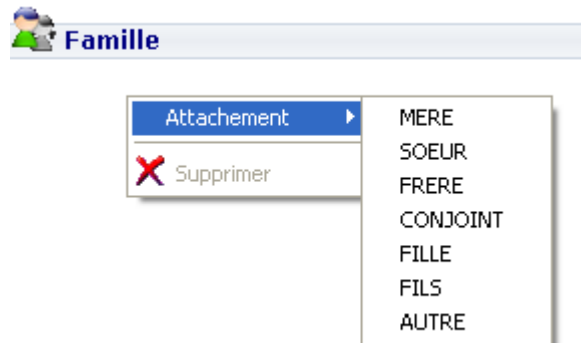 Famille
Attachement
Supprimer
MERE
SOEUR
FRERE
CONJOINT
FILLE
FILS
AUTRE